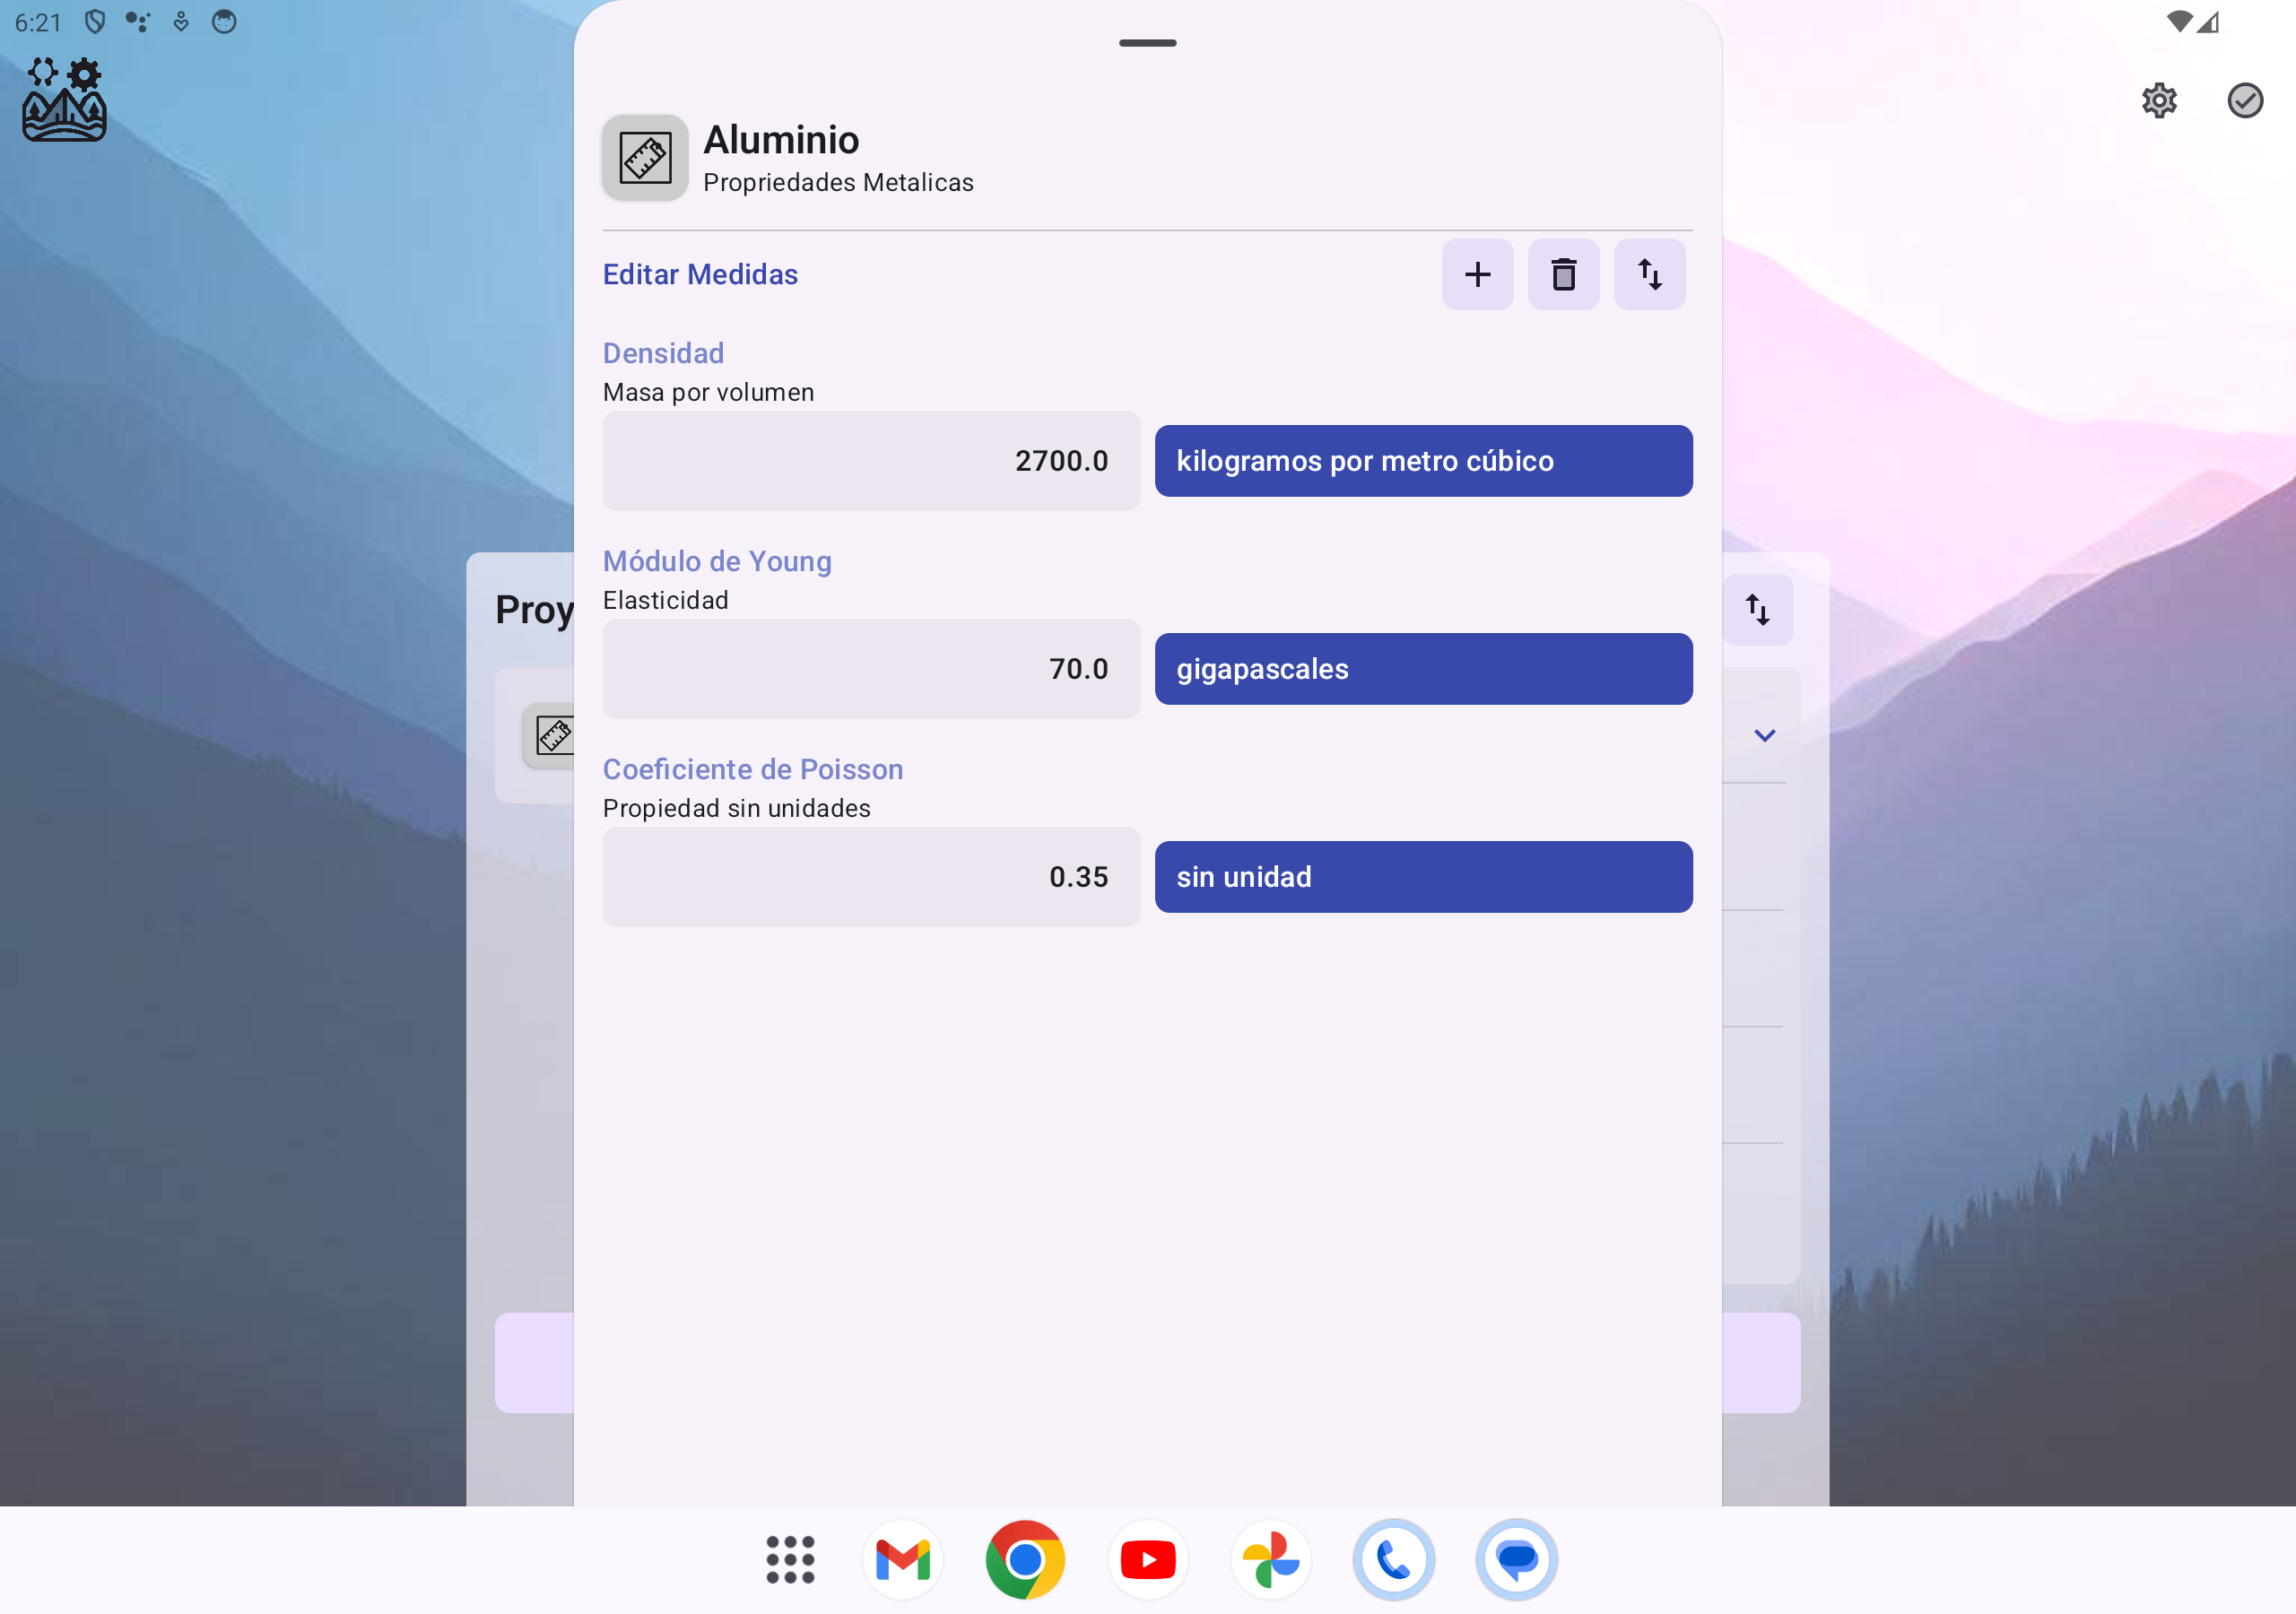 6:21
Aluminio
Propriedades Metalicas
Editar Medidas
Densidad
Masa por volumen
2700.0
kilogramos por metro cúbico
Módulo de Young
Elasticidad
70.0
gigapascales
Coeficiente de Poisson
Propiedad sin unidades
0.35
sin unidad
Proy